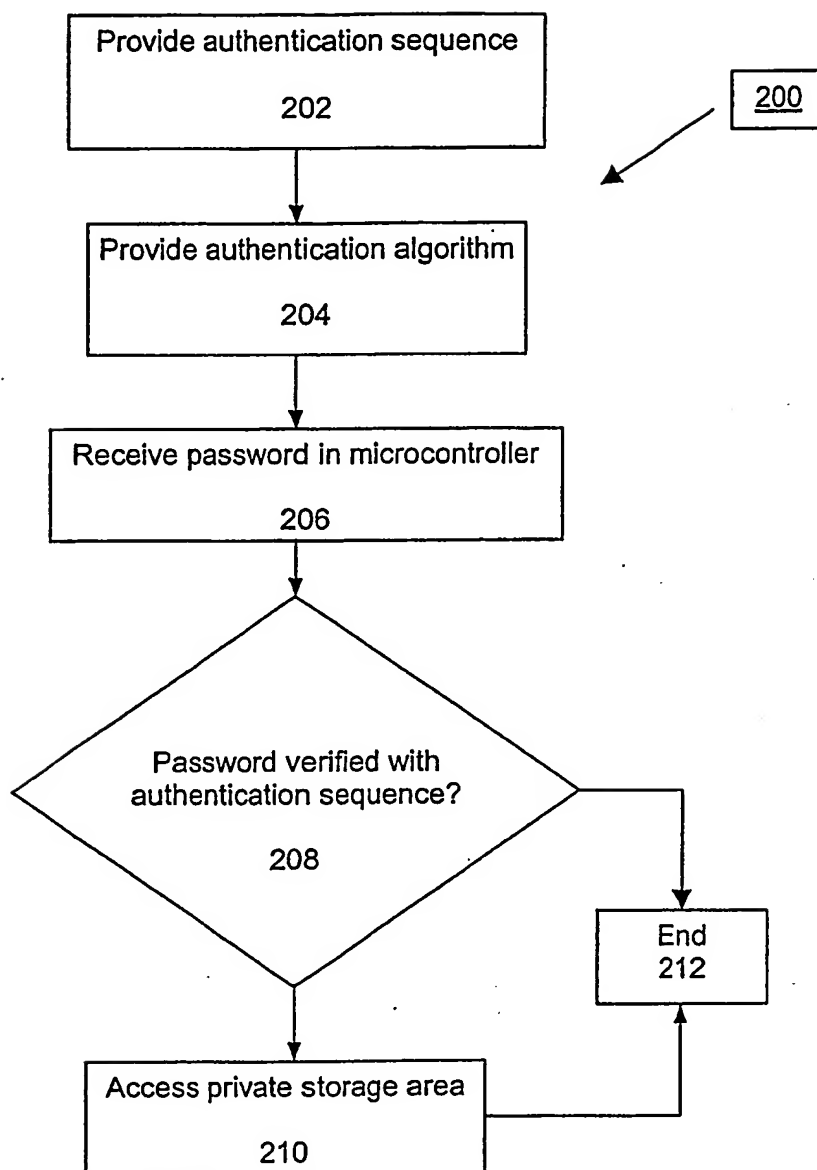 Provide authentication sequence
202
200
Provide authentication algorithm
204
Receive password in microcontroller
206
Password verified with
authentication sequence?
208
End
212
Access private storage area
210